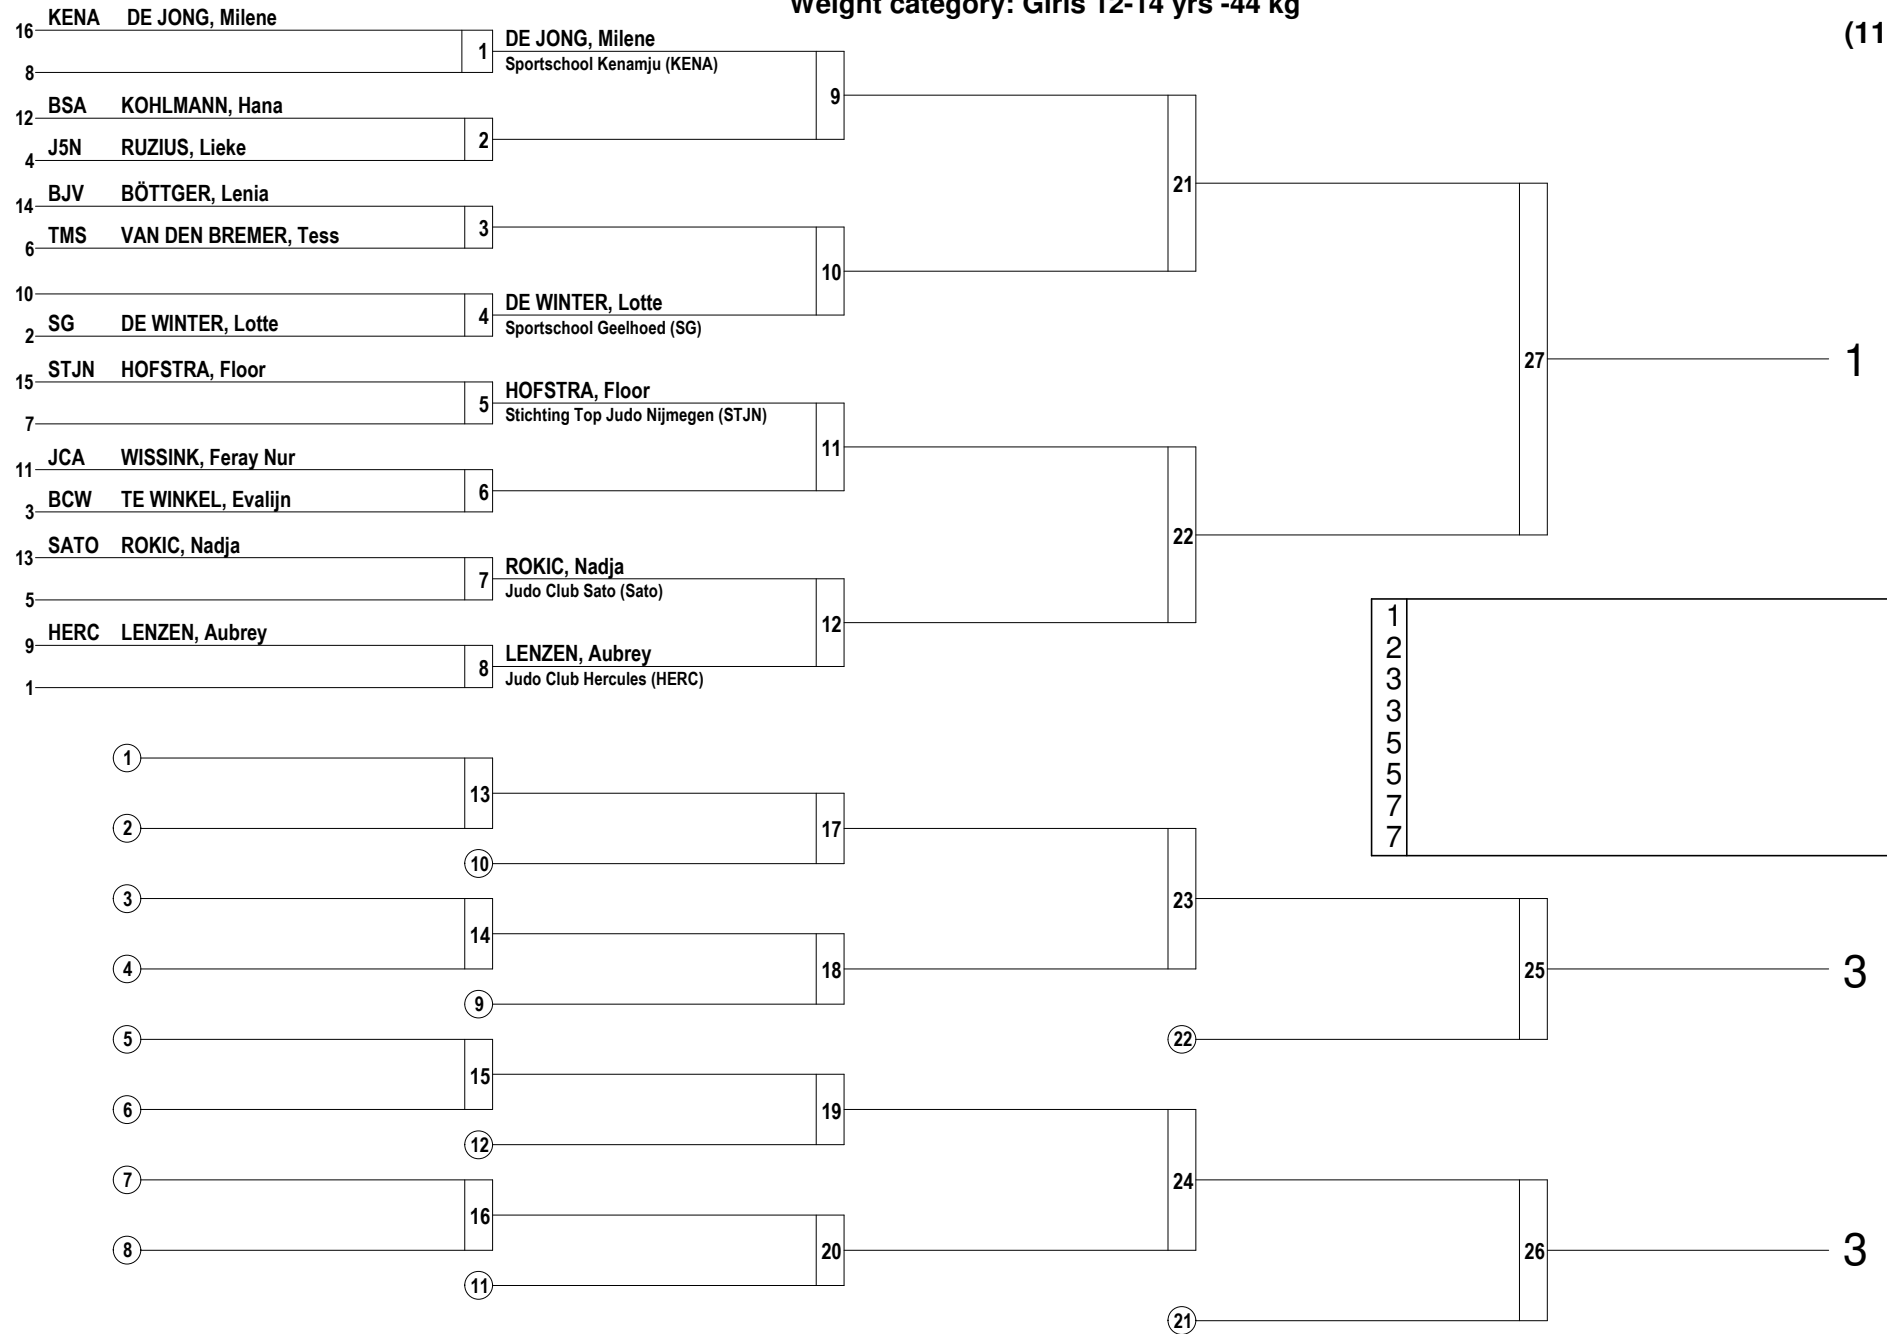 Weight category: Girls 12-14 yrs -44 kg
(11
16 KENA DE JONG, Milene
8
1 DE JONG, Milene
Sportschool Kenamju (KENA)
12 BSA KOHLMANN, Hana
4 J5N RUZIUS, Lieke
2
9
14 BJV BÖTTGER, Lenia
6 TMS VAN DEN BREMER, Tess
3
10
2 SG DE WINTER, Lotte
4 DE WINTER, Lotte
Sportschool Geelhoed (SG)
10
21
15 STJN HOFSTRA, Floor
7
5 HOFSTRA, Floor
Stichting Top Judo Nijmegen (STJN)
11 JCA WISSINK, Feray Nur
3 BCW TE WINKEL, Evalijn
6
11
13 SATO ROKIC, Nadja
5
7 ROKIC, Nadja
Judo Club Sato (Sato)
9 HERC LENZEN, Aubrey
1
8 LENZEN, Aubrey
Judo Club Hercules (HERC)
12
22
27
1
1
2
3
3
5
5
7
7
1
2
13
10
17
3
4
14
9
18
23
22
25
3
5
6
15
12
19
7
8
16
11
20
24
21
26
3